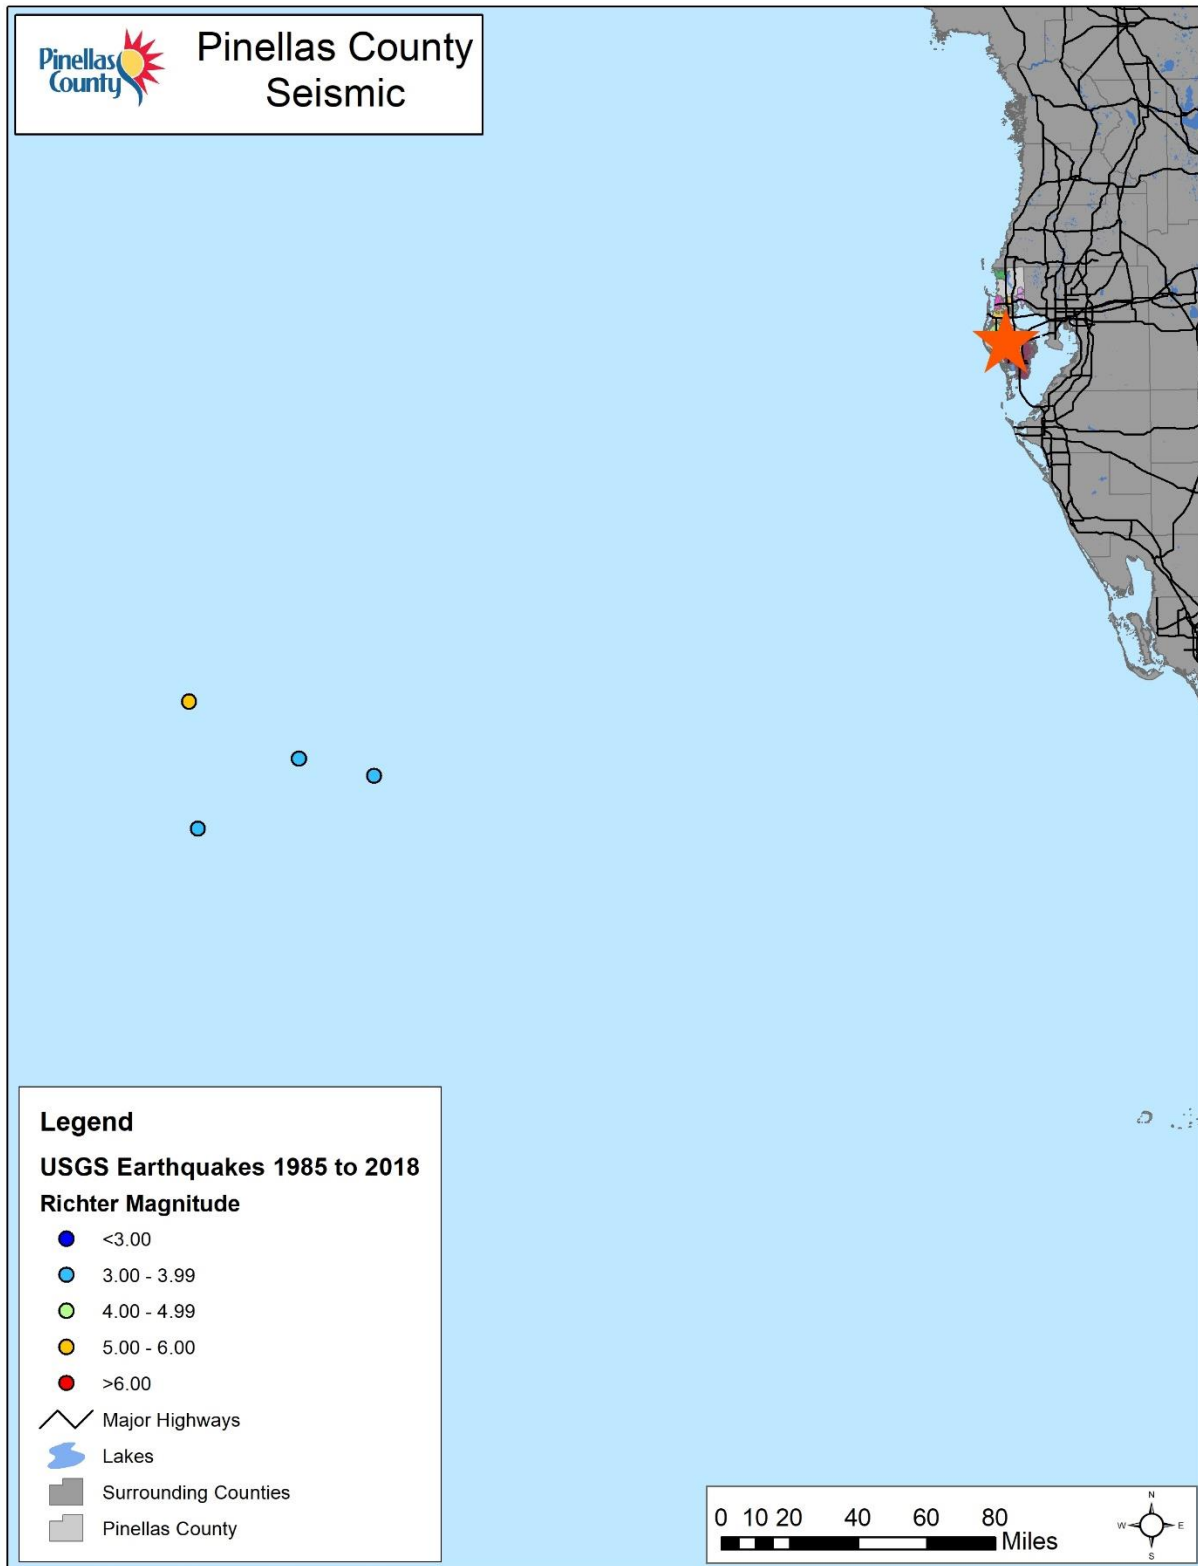 Pinellas
County
Pinellas County
Seismic
Legend
USGS Earthquakes 1985 to 2018
Richter Magnitude
<3.00
3.00 - 3.99
4.00 - 4.99
5.00 - 6.00
>6.00
Major Highways
Lakes
Surrounding Counties
Pinellas County
0 10 20 40 60 80
Miles
N
W E
S